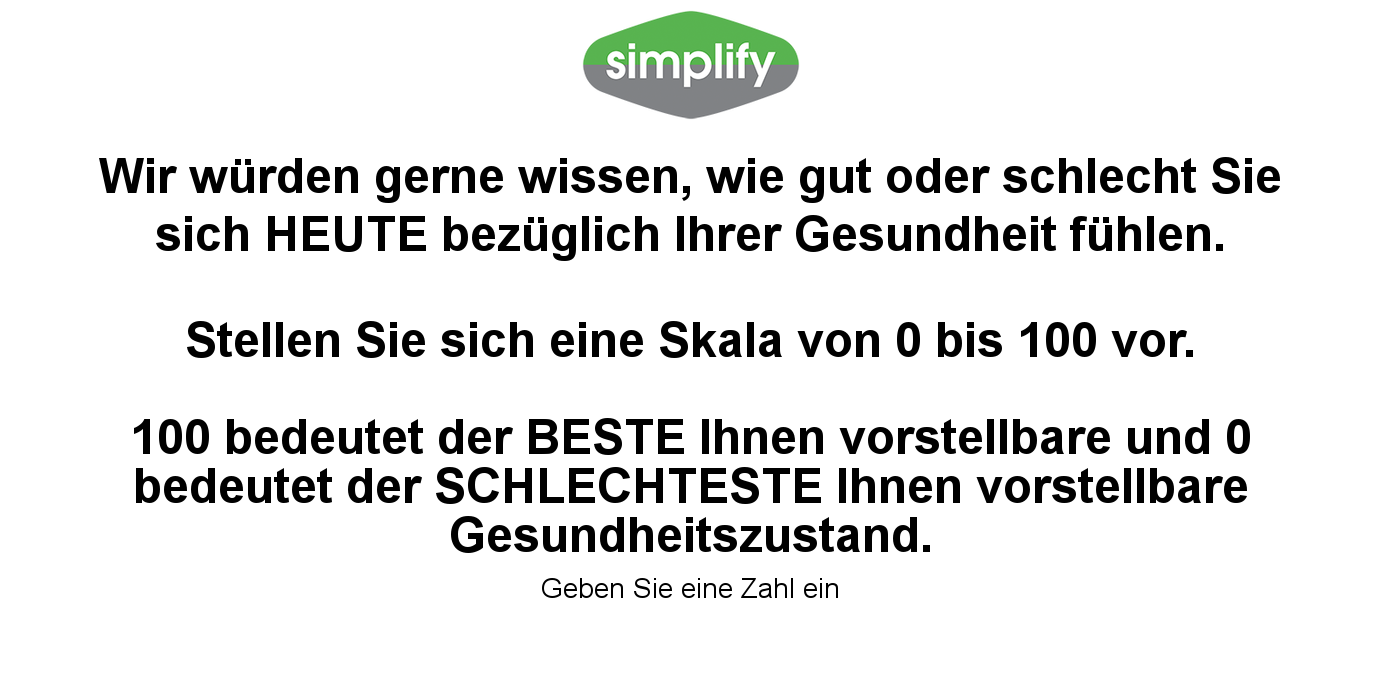 simplify
Wir würden gerne wissen, wie gut oder schlecht Sie
sich HEUTE bezüglich Ihrer Gesundheit fühlen.
Stellen Sie sich eine Skala von 0 bis 100 vor.
100 bedeutet der BESTE Ihnen vorstellbare und 0
bedeutet der SCHLECHTESTE Ihnen vorstellbare
Gesundheitszustand.
Geben Sie eine Zahl ein